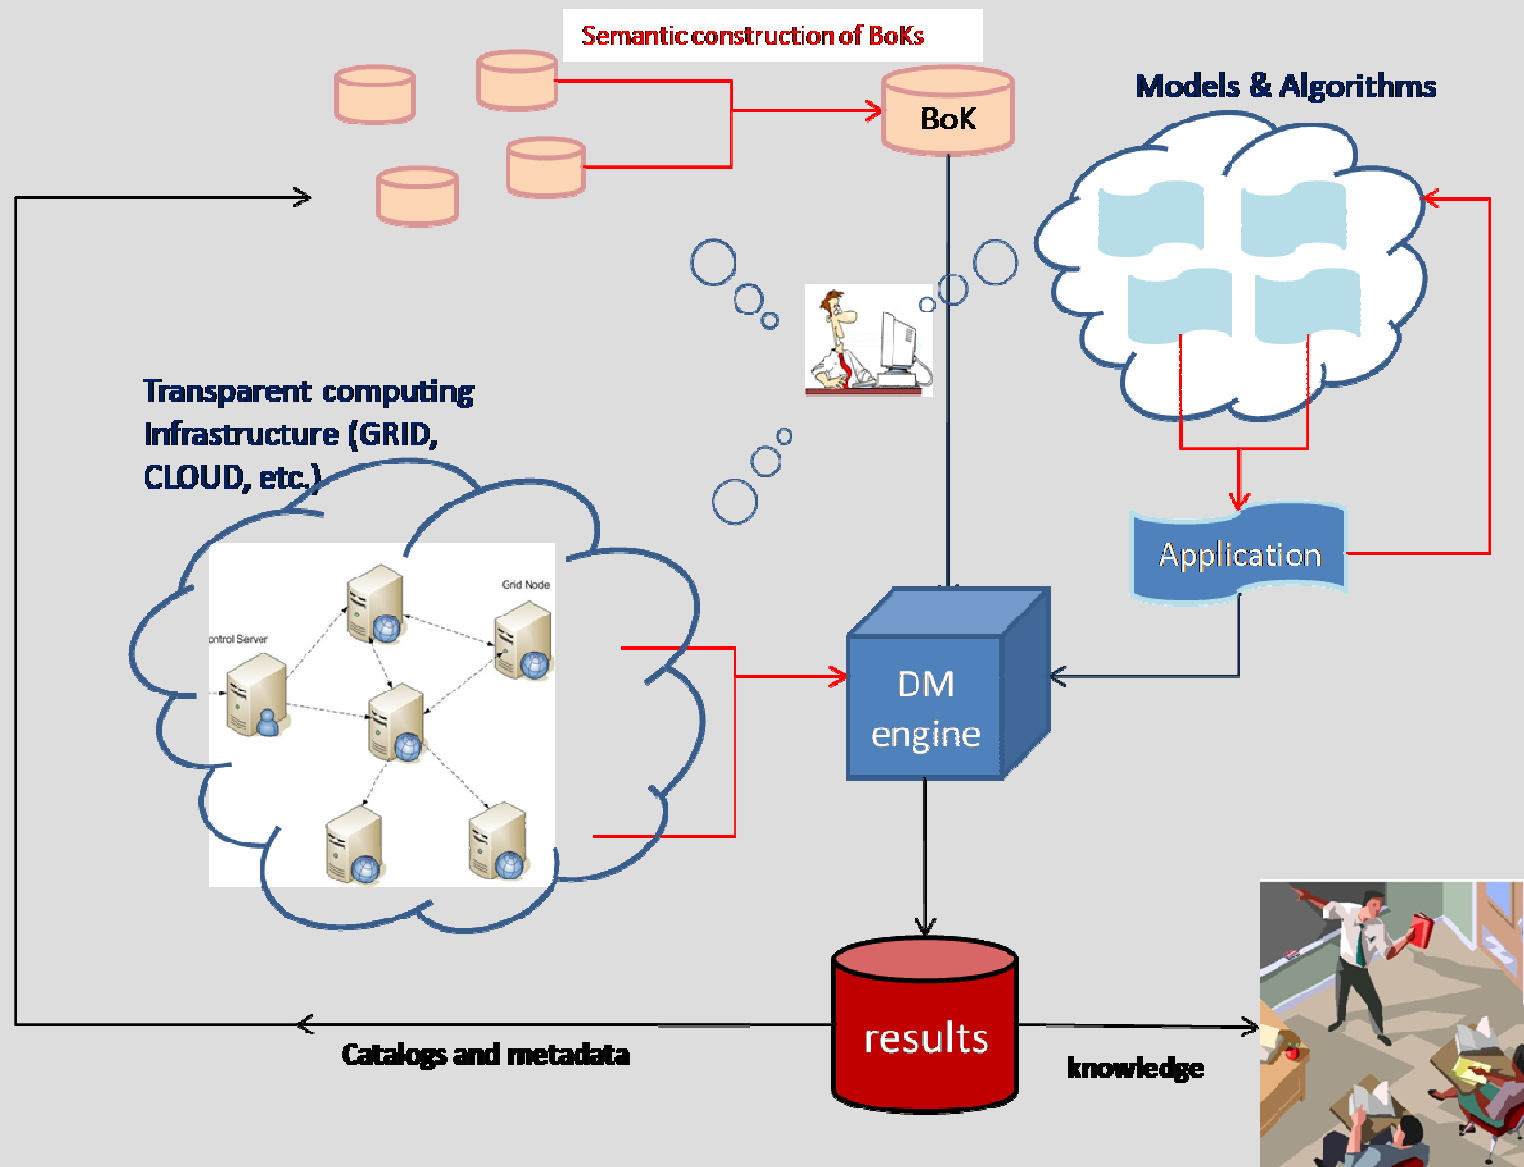 Semantic construction of BoKs
BoK
Models & Algorithms
Transparent computing
Infrastructure (GRID,
CLOUD, etc.)
Grid Node
ontrol Server
Application
DM
engine
results
Catalogs and metadata
knowledge